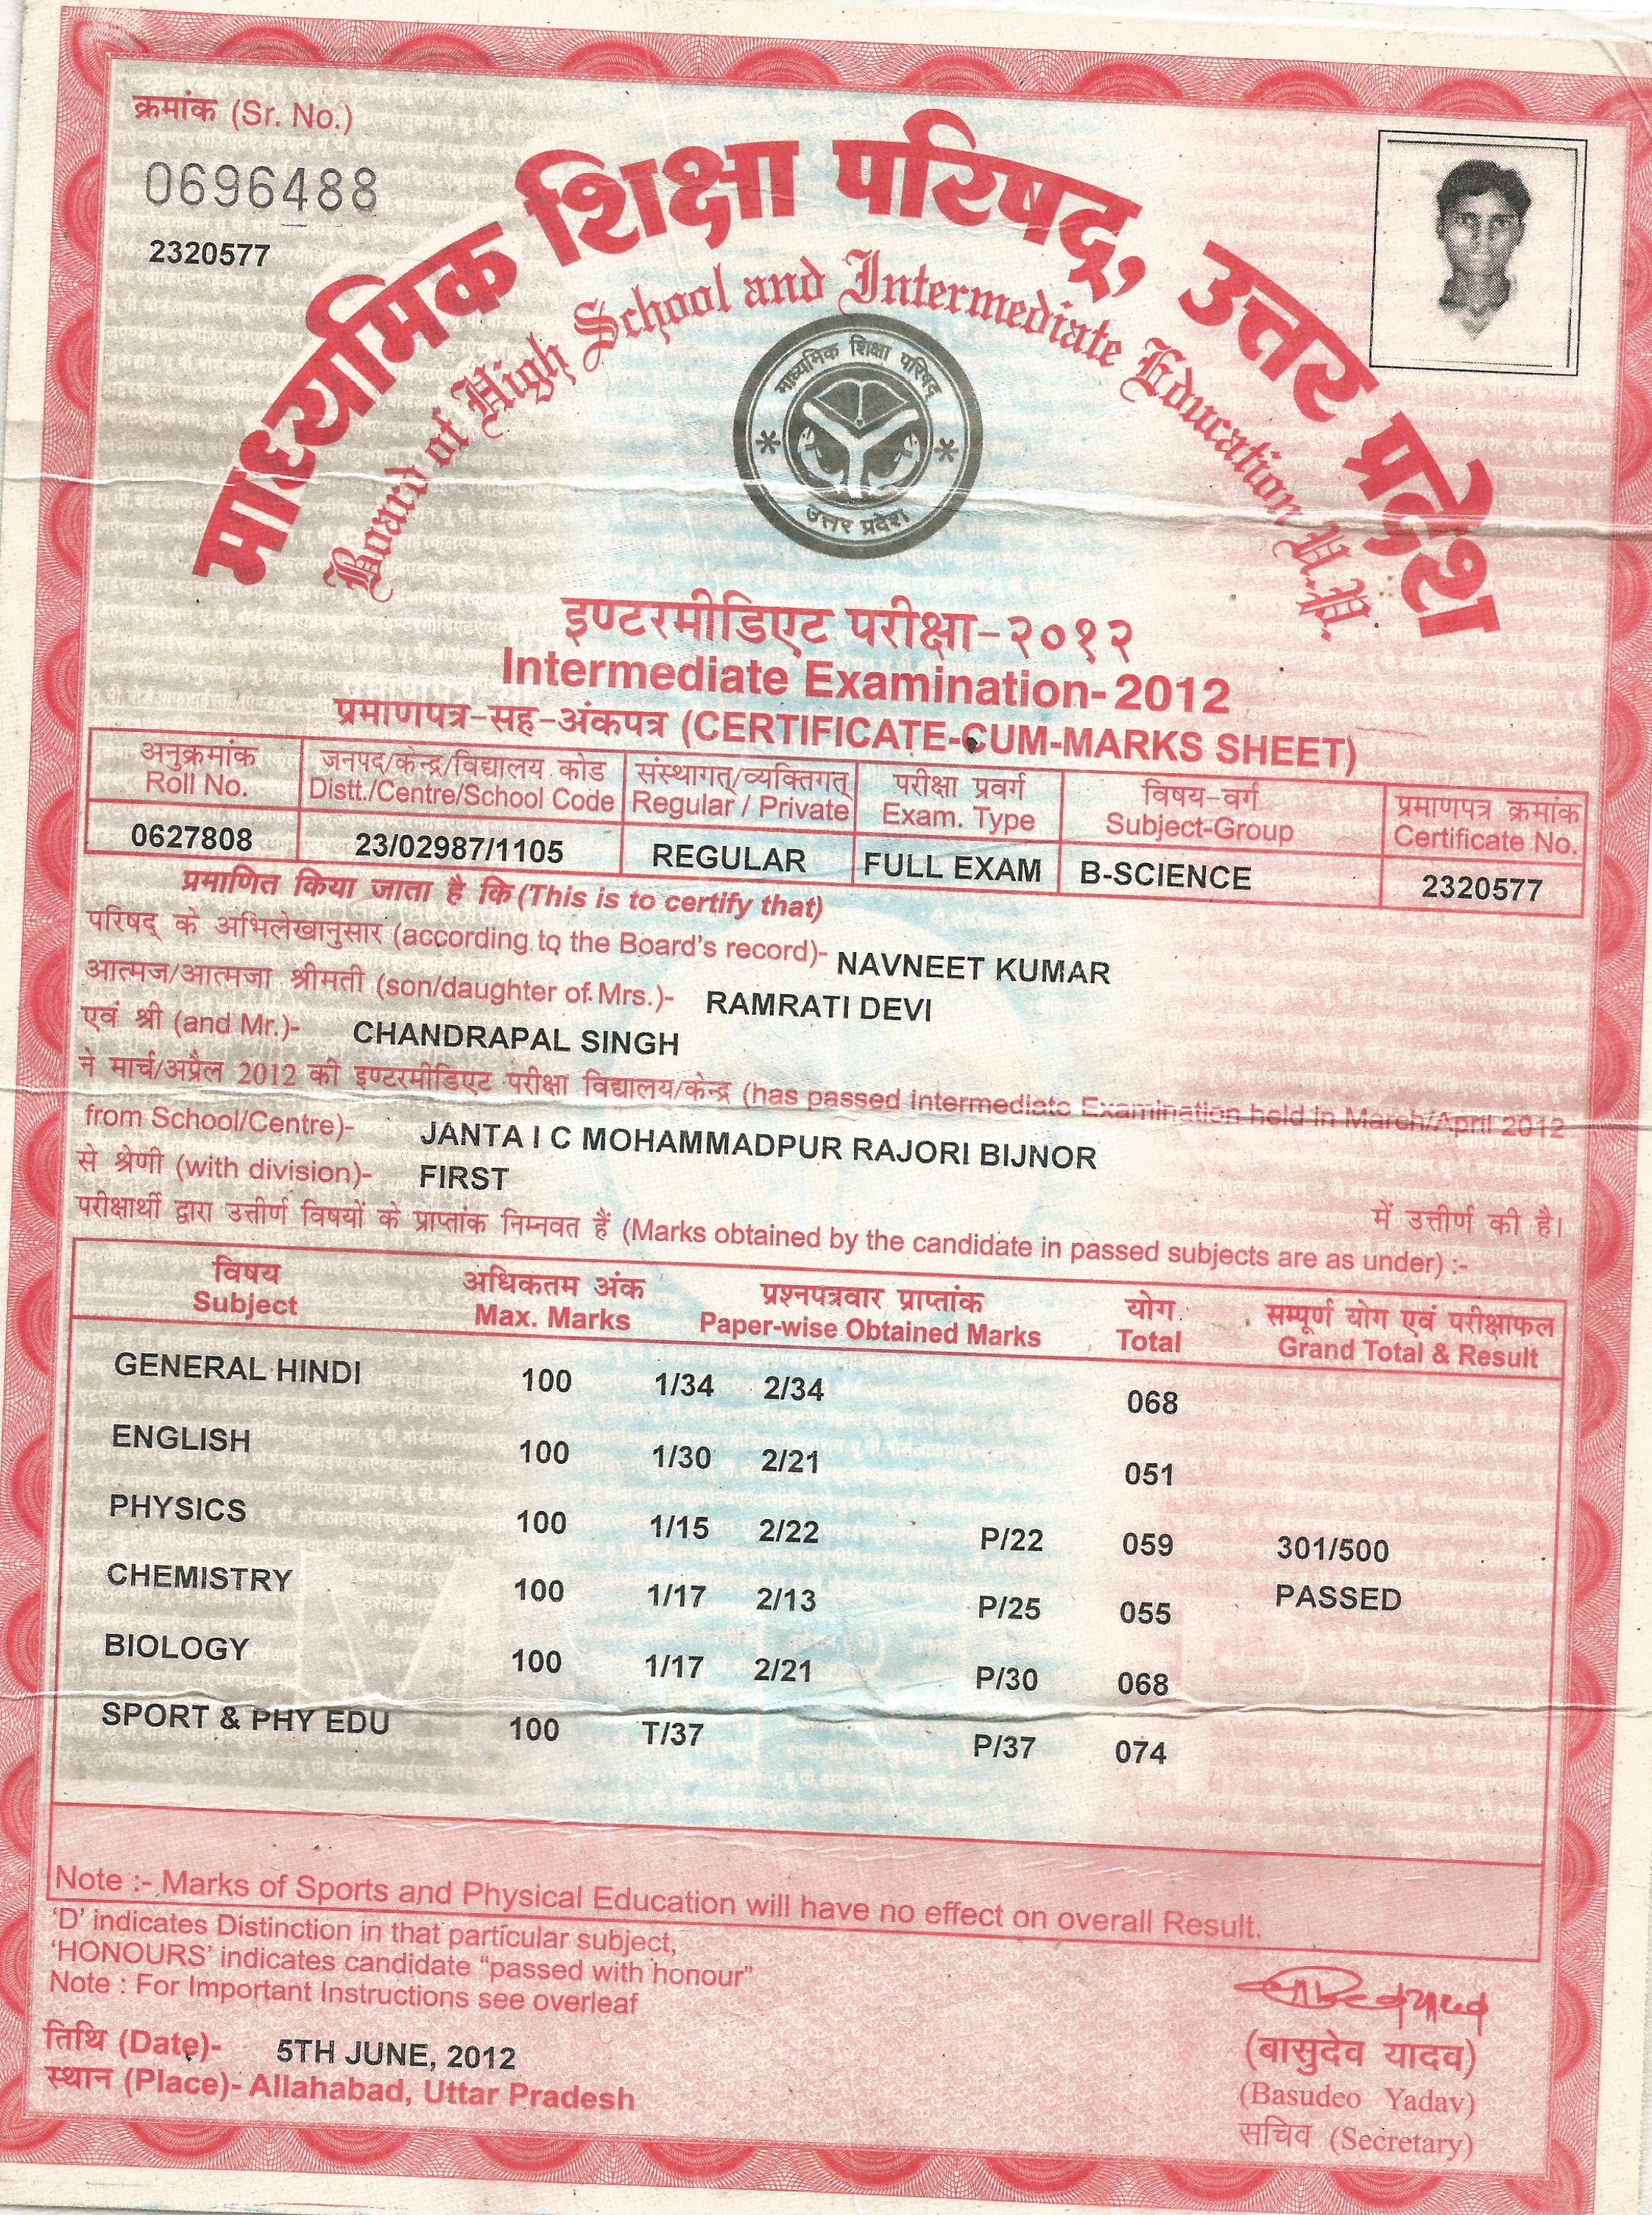 क्रमांक (Sr. No.)
0696488
2320577
माध्यमिक शिक्षा परिषद्, उत्तर प्रदेश
Board of High School and Intermediate Education U.P.
माध्यमिक शिक्षा परिषद्
उत्तर प्रदेश
इण्टरमीडिएट परीक्षा-२०१२
Intermediate Examination-2012
प्रमाणपत्र-सह-अंकपत्र (CERTIFICATE-CUM-MARKS SHEET)
अनुक्रमांक जनपद/केन्द्र/विद्यालय कोड संस्थागत्/व्यक्तिगत् परीक्षा प्रवर्ग विषय-वर्ग प्रमाणपत्र क्रमांक
Roll No. Distt./Centre/School Code Regular / Private Exam. Type Subject-Group Certificate No.
0627808 23/02987/1105 REGULAR FULL EXAM B-SCIENCE 2320577
प्रमाणित किया जाता है कि (This is to certify that)
परिषद् के अभिलेखानुसार (according to the Board's record)- NAVNEET KUMAR
आत्मज/आत्मजा श्रीमती (son/daughter of Mrs.)- RAMRATI DEVI
एवं श्री (and Mr.)- CHANDRAPAL SINGH
ने मार्च/अप्रैल 2012 की इण्टरमीडिएट परीक्षा विद्यालय/केन्द्र (has passed Intermediate Examination held in March/April 2012
from School/Centre)- JANTA I C MOHAMMADPUR RAJORI BIJNOR
से श्रेणी (with division)- FIRST
में उत्तीर्ण की है।
परीक्षार्थी द्वारा उत्तीर्ण विषयों के प्राप्तांक निम्नवत हैं (Marks obtained by the candidate in passed subjects are as under) :-
विषय अधिकतम अंक प्रश्नपत्रवार प्राप्तांक योग सम्पूर्ण योग एवं परीक्षाफल
Subject Max. Marks Paper-wise Obtained Marks Total Grand Total & Result
GENERAL HINDI 100 1/34 2/34 068
ENGLISH 100 1/30 2/21 051
PHYSICS 100 1/15 2/22 P/22 059 301/500
CHEMISTRY 100 1/17 2/13 P/25 055 PASSED
BIOLOGY 100 1/17 2/21 P/30 068
SPORT & PHY EDU 100 T/37 P/37 074
Note :- Marks of Sports and Physical Education will have no effect on overall Result.
'D' indicates Distinction in that particular subject,
'HONOURS' indicates candidate "passed with honour"
Note : For Important Instructions see overleaf
तिथि (Date)- 5TH JUNE, 2012
स्थान (Place)- Allahabad, Uttar Pradesh
(बासुदेव यादव)
(Basudeo Yadav)
सचिव (Secretary)